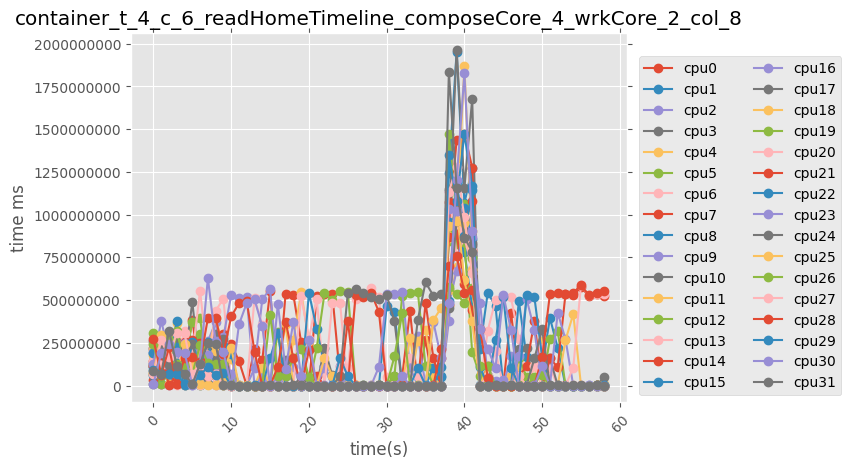 container_t_4_c_6_readHomeTimeline_composeCore_4_wrkCore_2_col_8
time ms
2000000000
1750000000
1500000000
1250000000
1000000000
750000000
500000000
250000000
0
0
10
20
30
40
50
60
time(s)
cpu0
cpu1
cpu2
cpu3
cpu4
cpu5
cpu6
cpu7
cpu8
cpu9
cpu10
cpu11
cpu12
cpu13
cpu14
cpu15
cpu16
cpu17
cpu18
cpu19
cpu20
cpu21
cpu22
cpu23
cpu24
cpu25
cpu26
cpu27
cpu28
cpu29
cpu30
cpu31